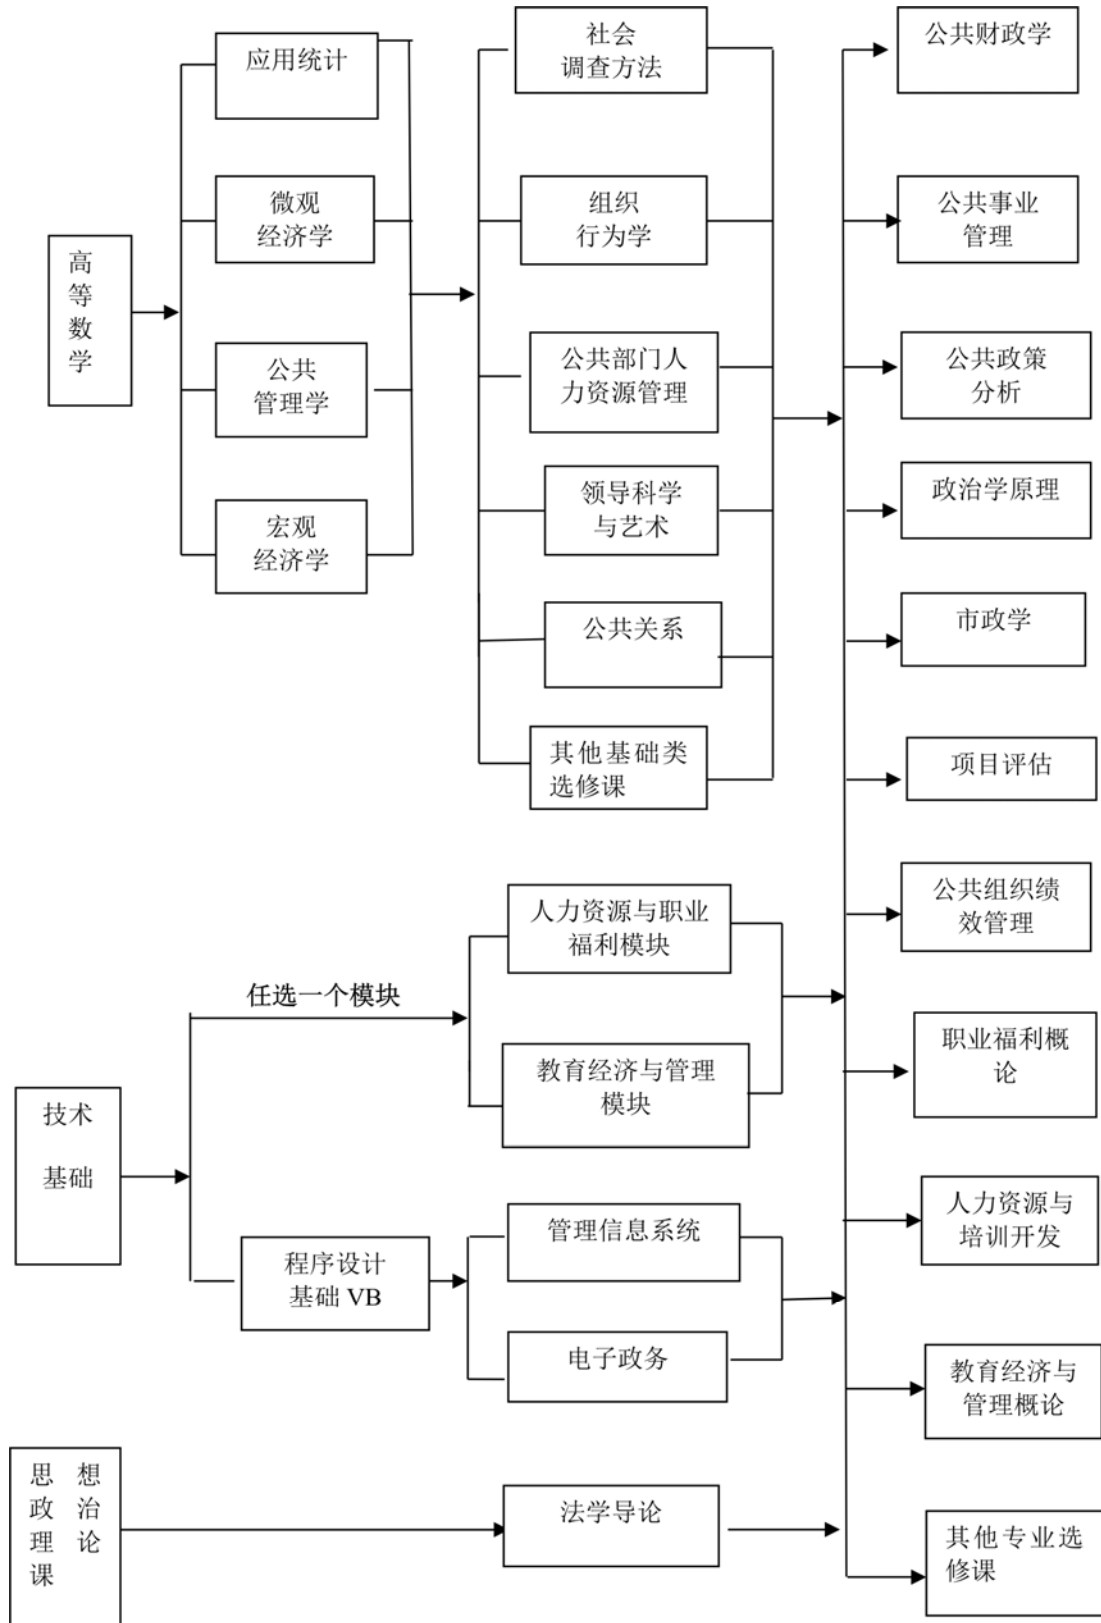 高
等
数
学
应用统计
微观
经济学
公共
管理学
宏观
经济学
社会
调查方法
组织
行为学
公共部门人
力资源管理
领导科学
与艺术
公共关系
其他基础类
选修课
公共财政学
公共事业
管理
公共政策
分析
政治学原理
市政学
项目评估
公共组织绩
效管理
职业福利概
论
人力资源与
培训开发
教育经济与
管理概论
其他专业选
修课
技术
基础
任选一个模块
人力资源与职业
福利模块
教育经济与管理
模块
程序设计
基础 VB
管理信息系统
电子政务
思 想
政 治
理 论
课
法学导论